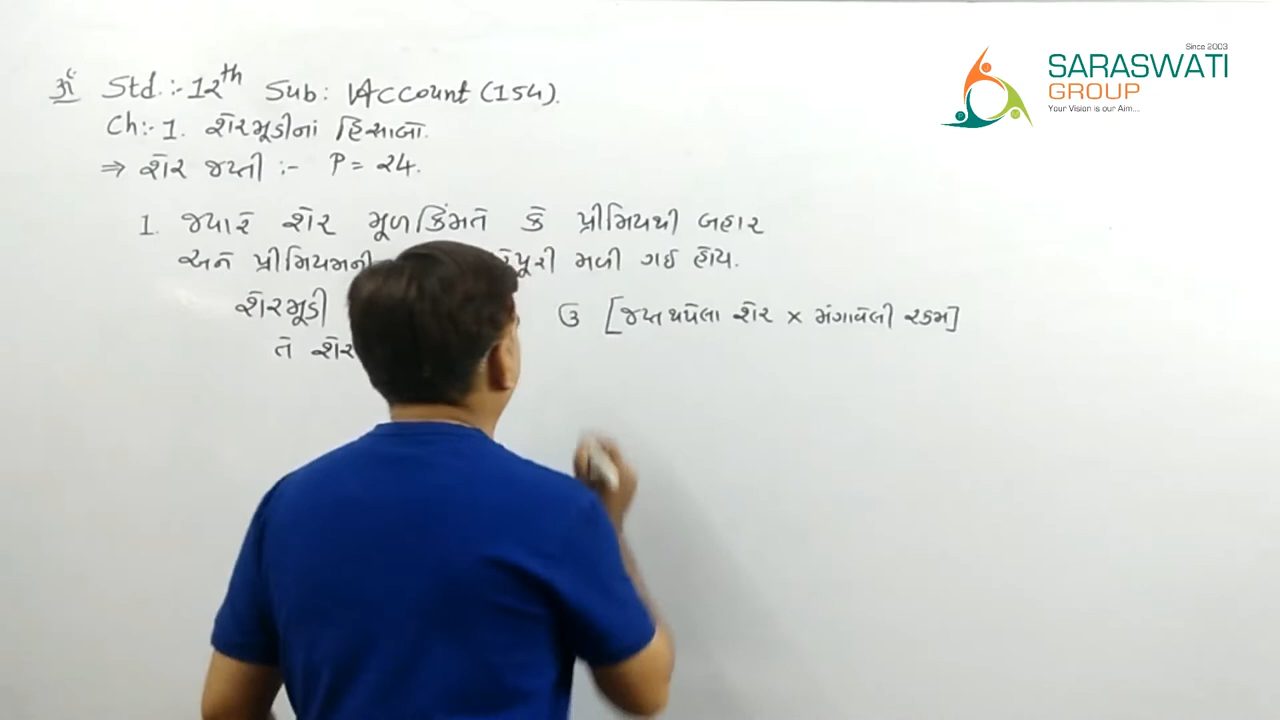 Since 2003
SARASWATI
GROUP
Your Vision is our Aim...
ૐ Std.:-12th Sub: Account (154).
Ch:-1. શેરમૂડીના હિસાબો.
⇒ શેર જપ્તી :- P = 24.
1. જ્યારે શેર મૂળકિંમતે કે પ્રીમિયમથી બહાર
અને પ્રીમિયમની પૂરી મળી ગઈ હોય.
શેરમૂડી ઉ [જપ્ત થયેલા શેર × મંગાવેલી રકમ]
તે શેર